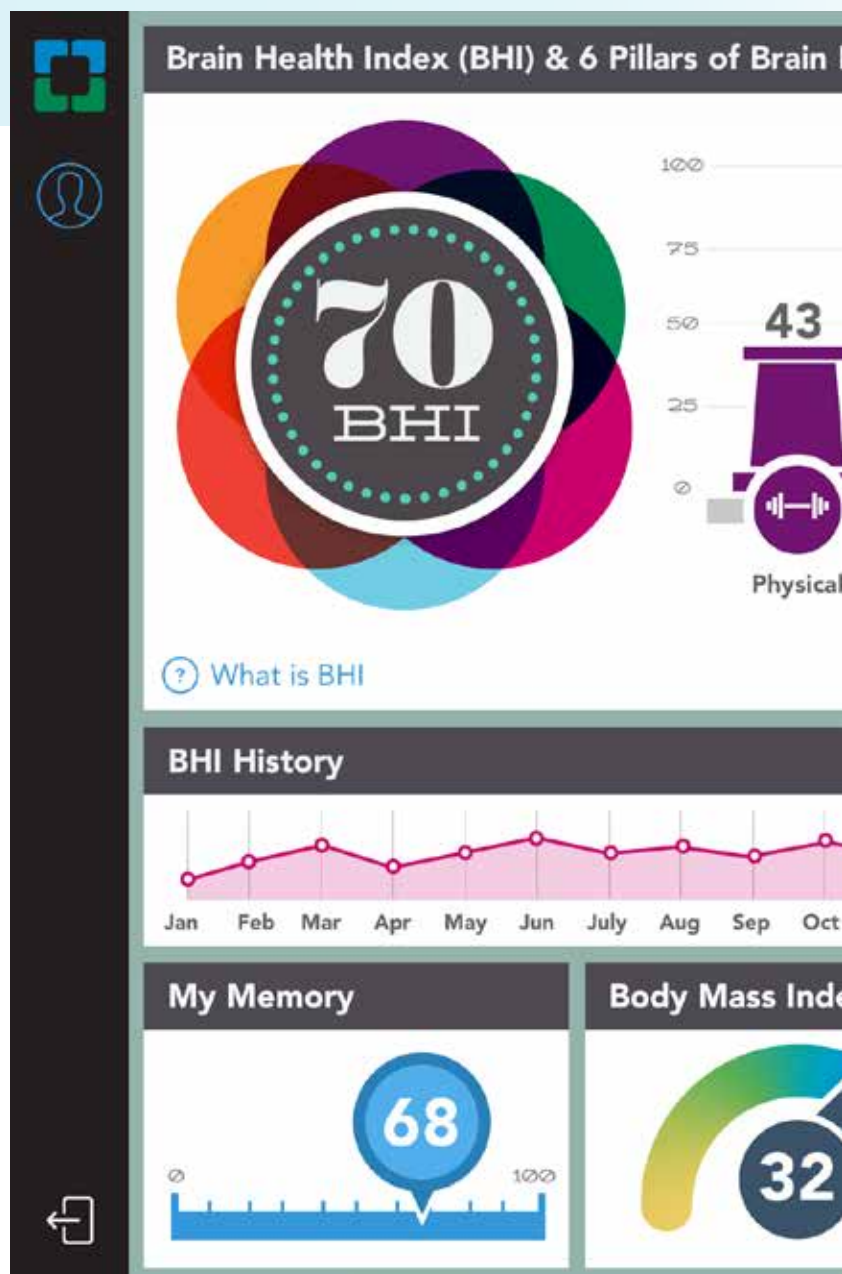 Brain Health Index (BHI) & 6 Pillars of Brain
70
BHI
100
75
50
25
0
43
Physical
? What is BHI
BHI History
Jan Feb Mar Apr May Jun July Aug Sep Oct
My Memory
68
0 100
Body Mass Inde
32